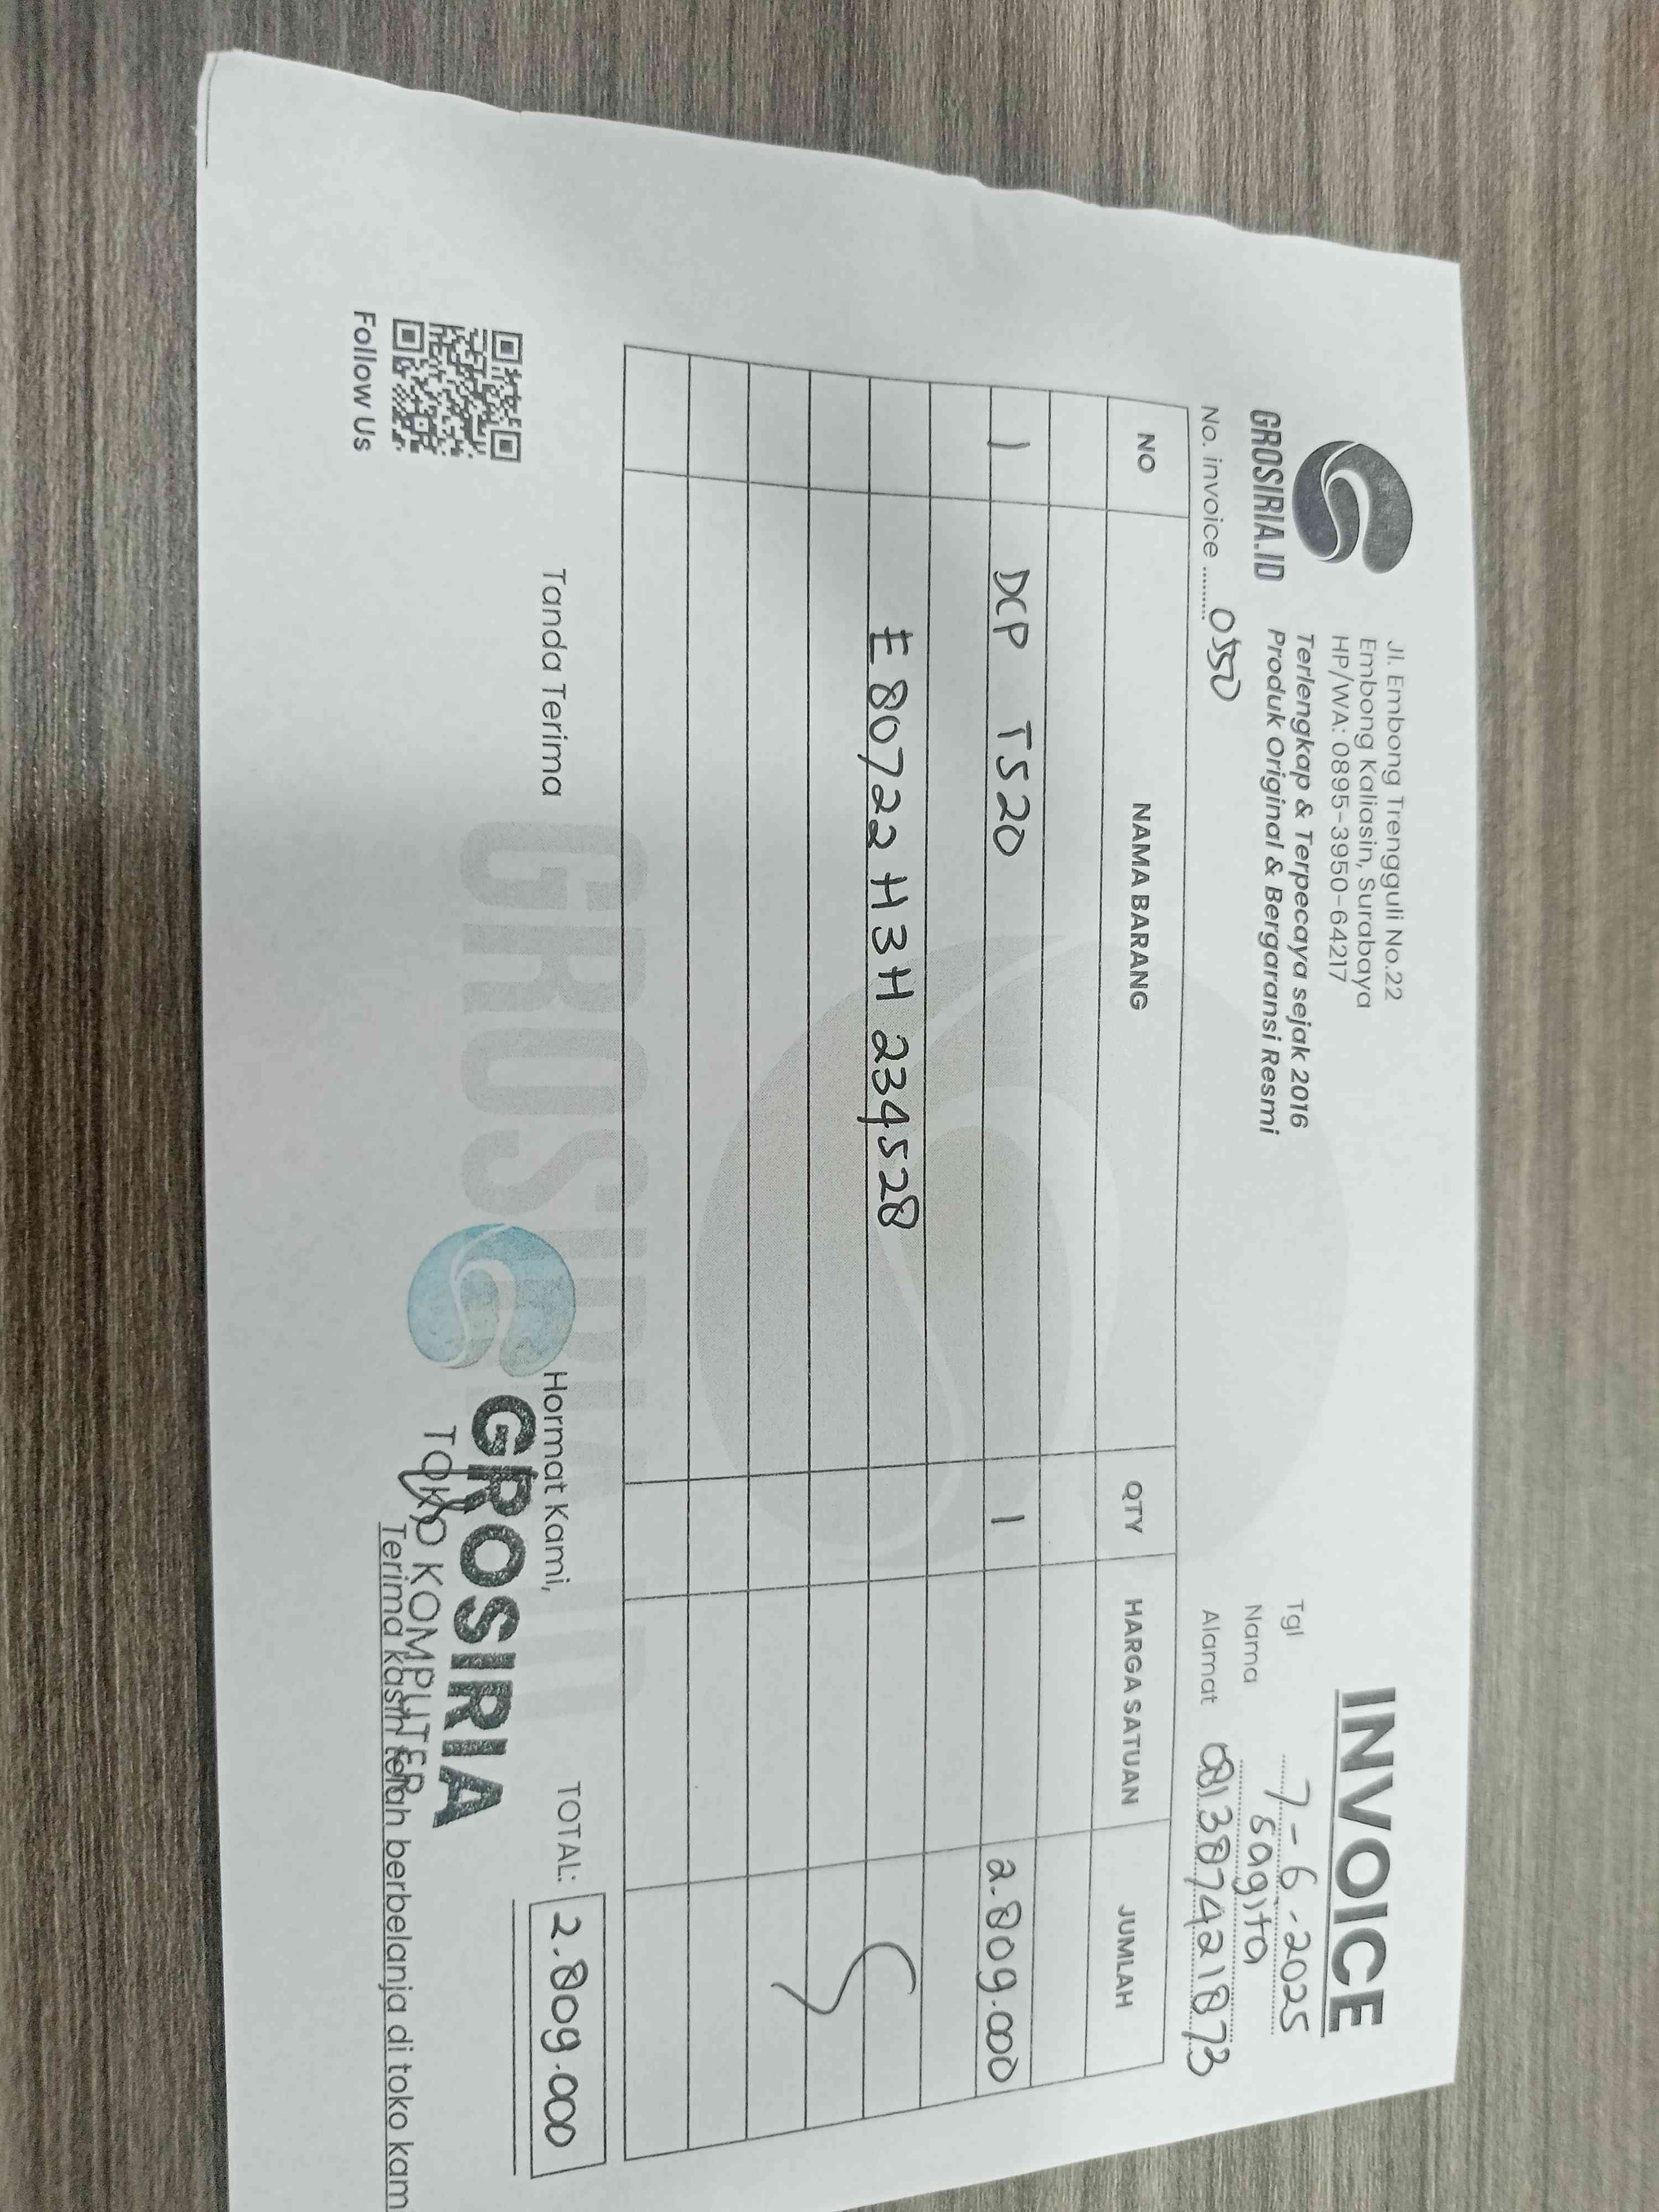 Jl. Embong Trengguli No.22
Embong Kaliasin, Surabaya
HP/WA: 0895-3950-64217
Terlengkap & Terpecaya sejak 2016
Produk Original & Bergaransi Resmi
GROSIRIA.ID
INVOICE
Tgl 7-6-2025
Nama sagita
Alamat 081387421873
No. invoice ........ 0550
NO NAMA BARANG QTY HARGA SATUAN JUMLAH
1 DCP T520 1 2.809.000
E80722H3H234528
GROSIRIA.ID
TOTAL: 2.809.000
Tanda Terima
Hormat Kami,
GROSIRIA
TOKO KOMPUTER
Terima kasih telah berbelanja di toko kam
Follow Us